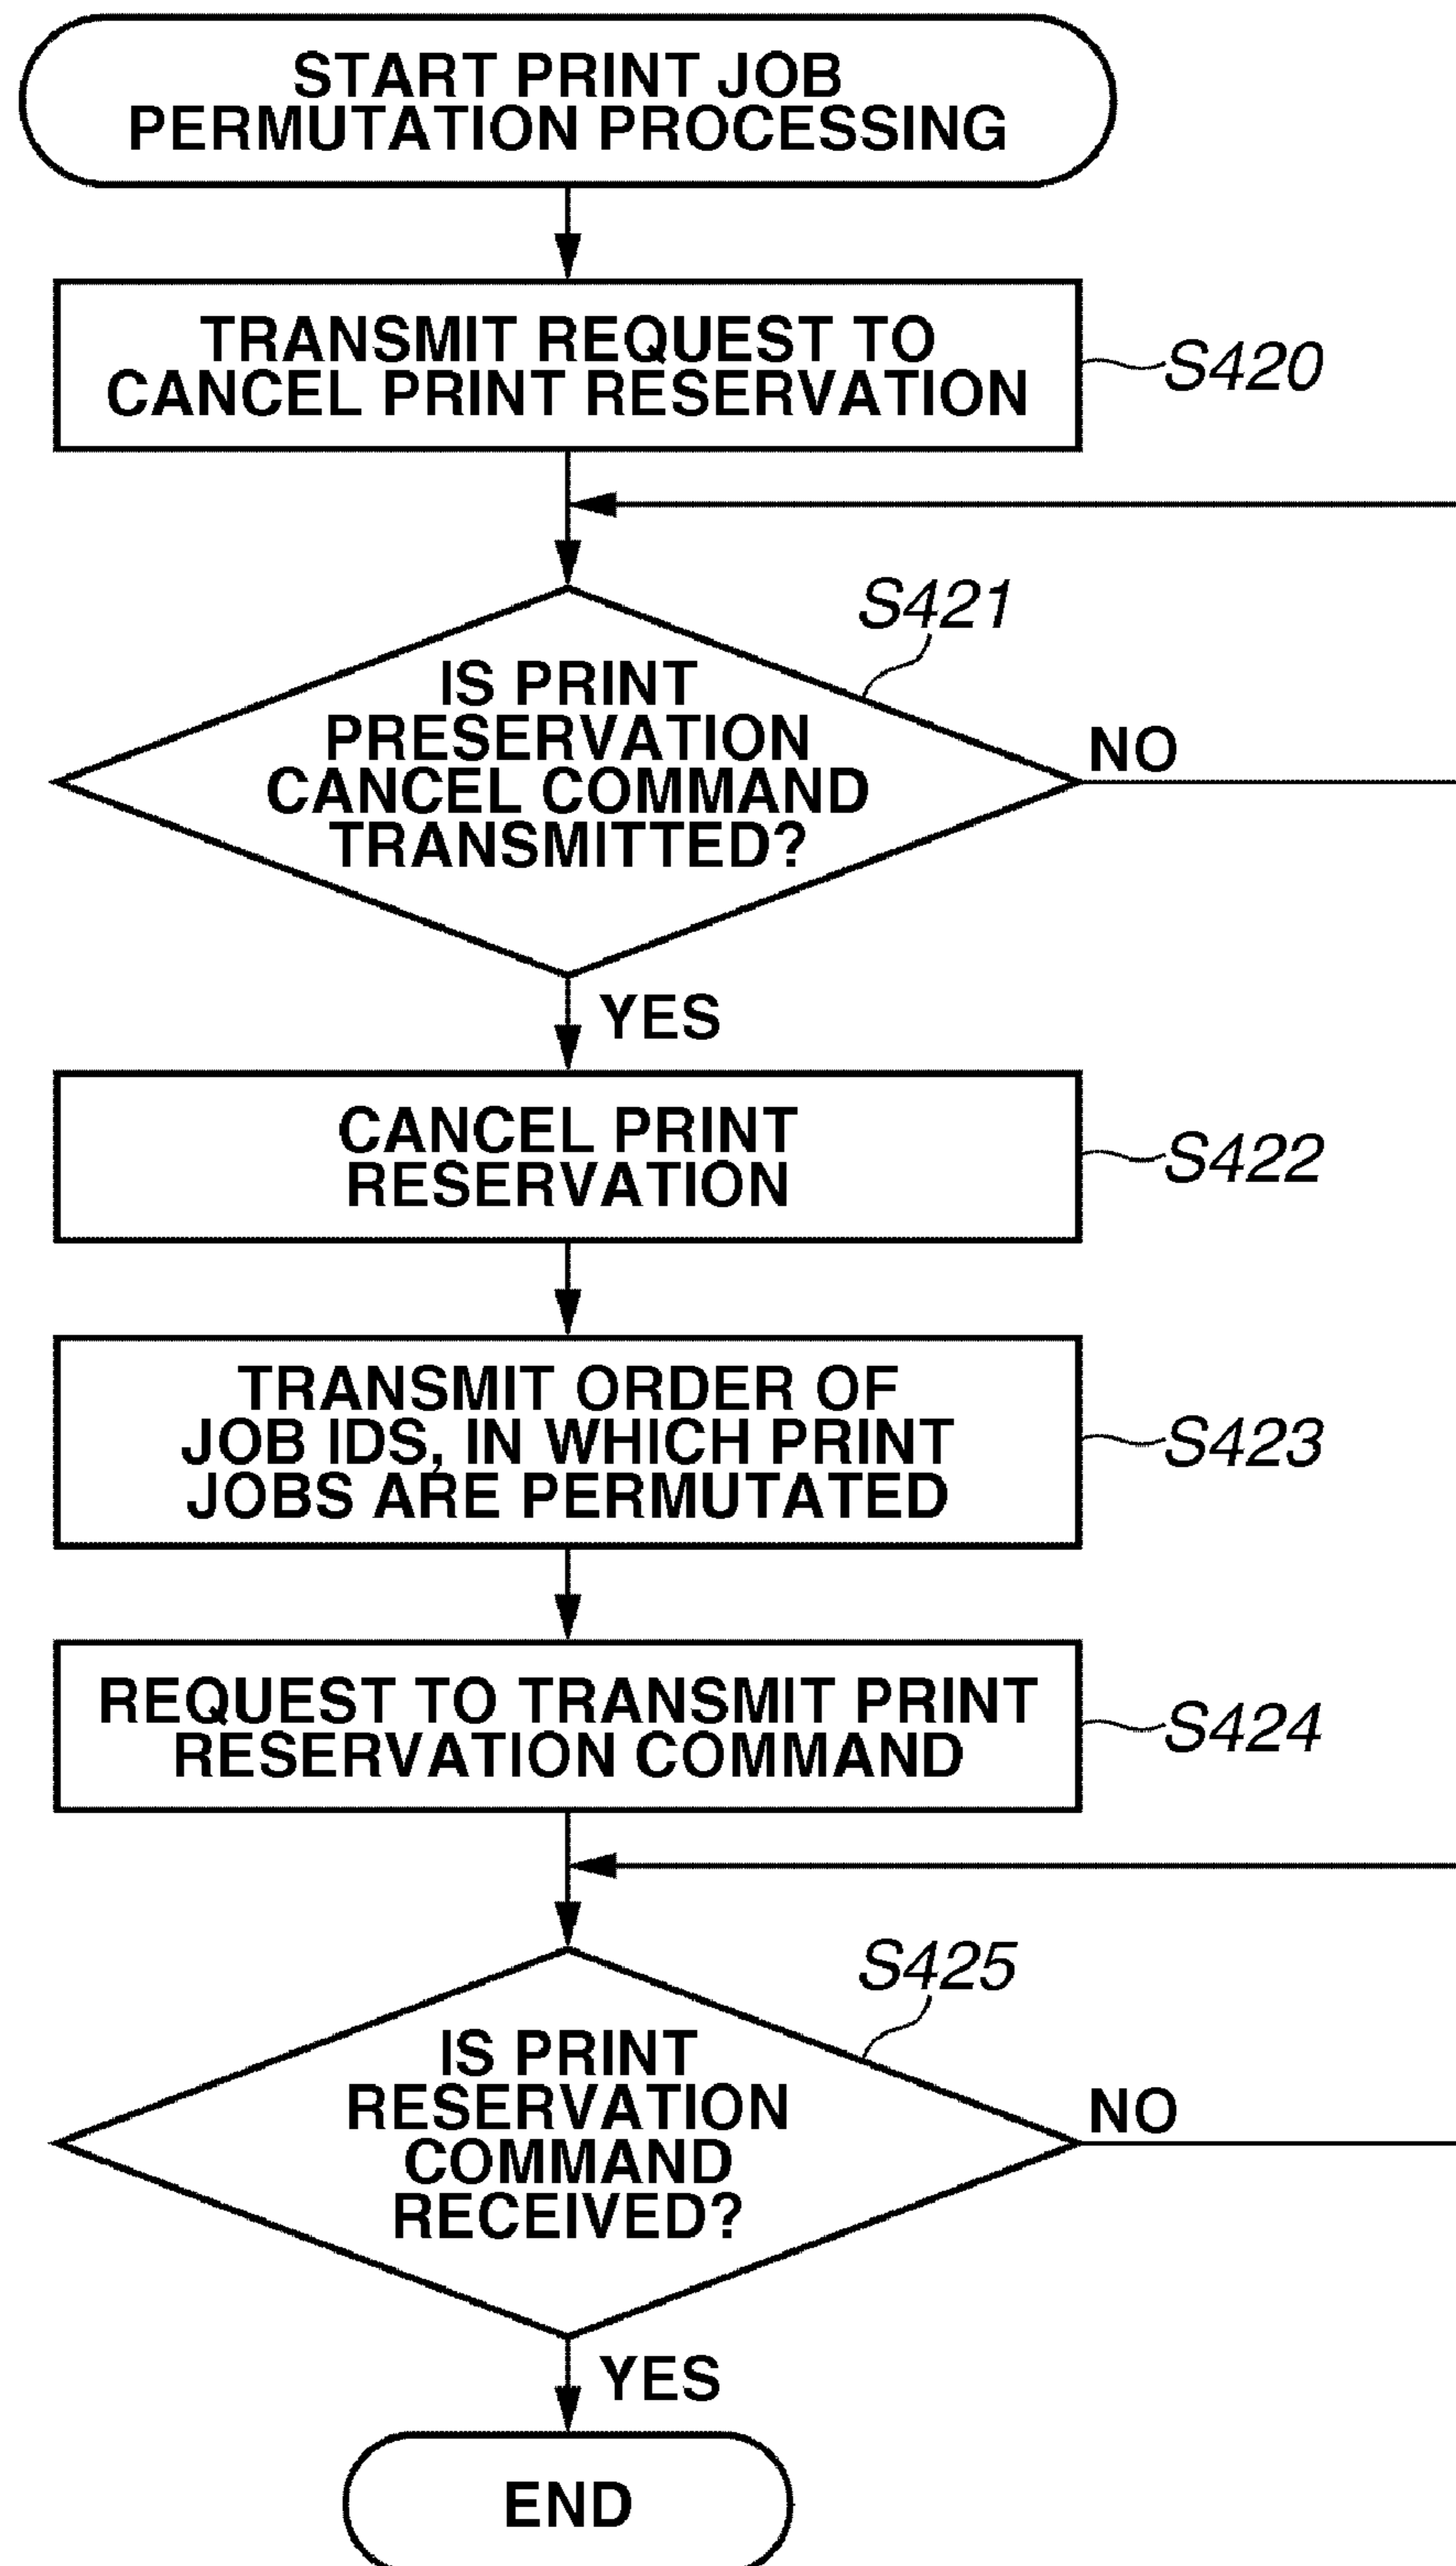 START PRINT JOB
PERMUTATION PROCESSING
TRANSMIT REQUEST TO
CANCEL PRINT RESERVATION
S420
S421
IS PRINT
PRESERVATION
CANCEL COMMAND
TRANSMITTED?
NO
YES
CANCEL PRINT
RESERVATION
S422
TRANSMIT ORDER OF
JOB IDS, IN WHICH PRINT
JOBS ARE PERMUTATED
S423
REQUEST TO TRANSMIT PRINT
RESERVATION COMMAND
S424
S425
IS PRINT
RESERVATION
COMMAND
RECEIVED?
NO
YES
END